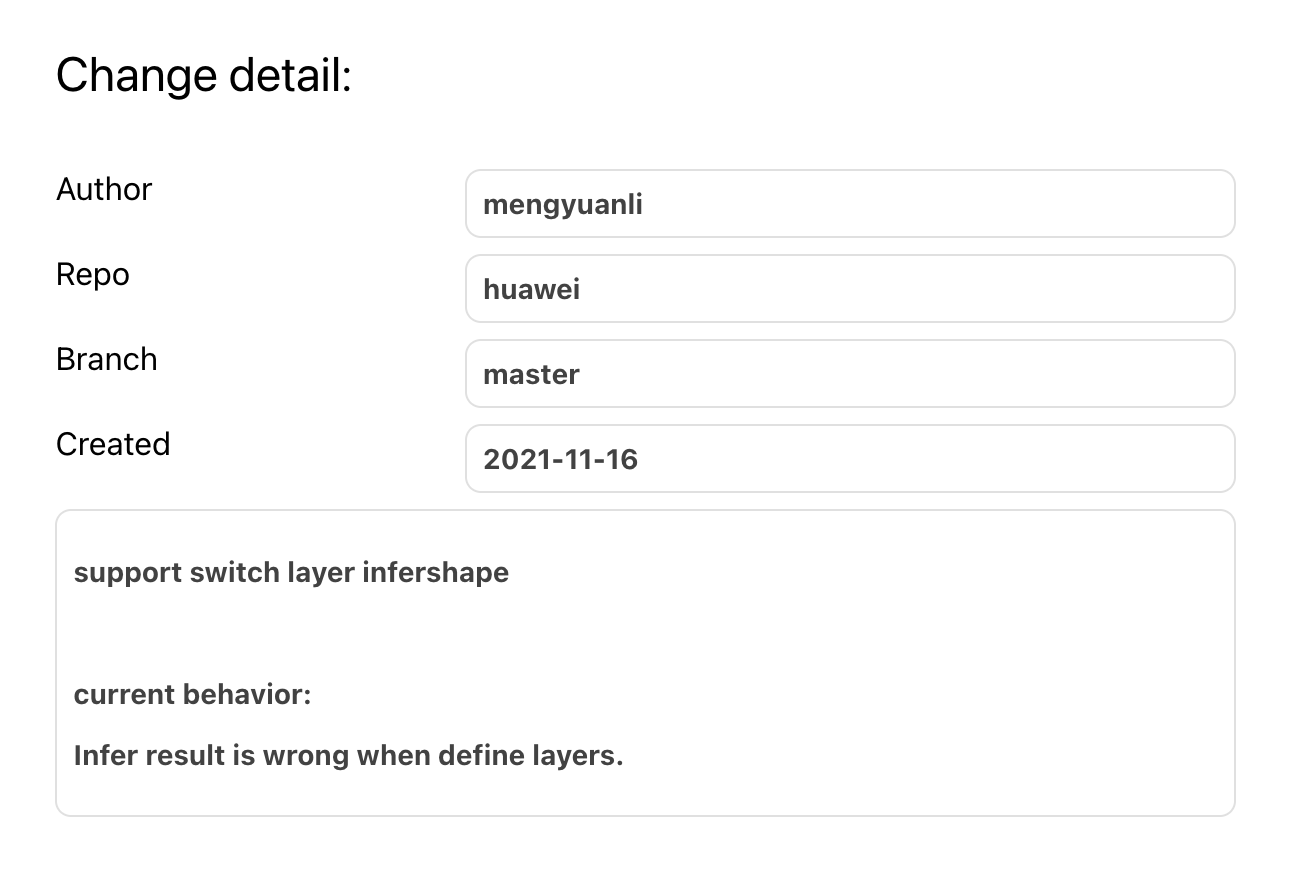 Change detail:
Author
mengyuanli
Repo
huawei
Branch
master
Created
2021-11-16
support switch layer infershape
current behavior:
Infer result is wrong when define layers.